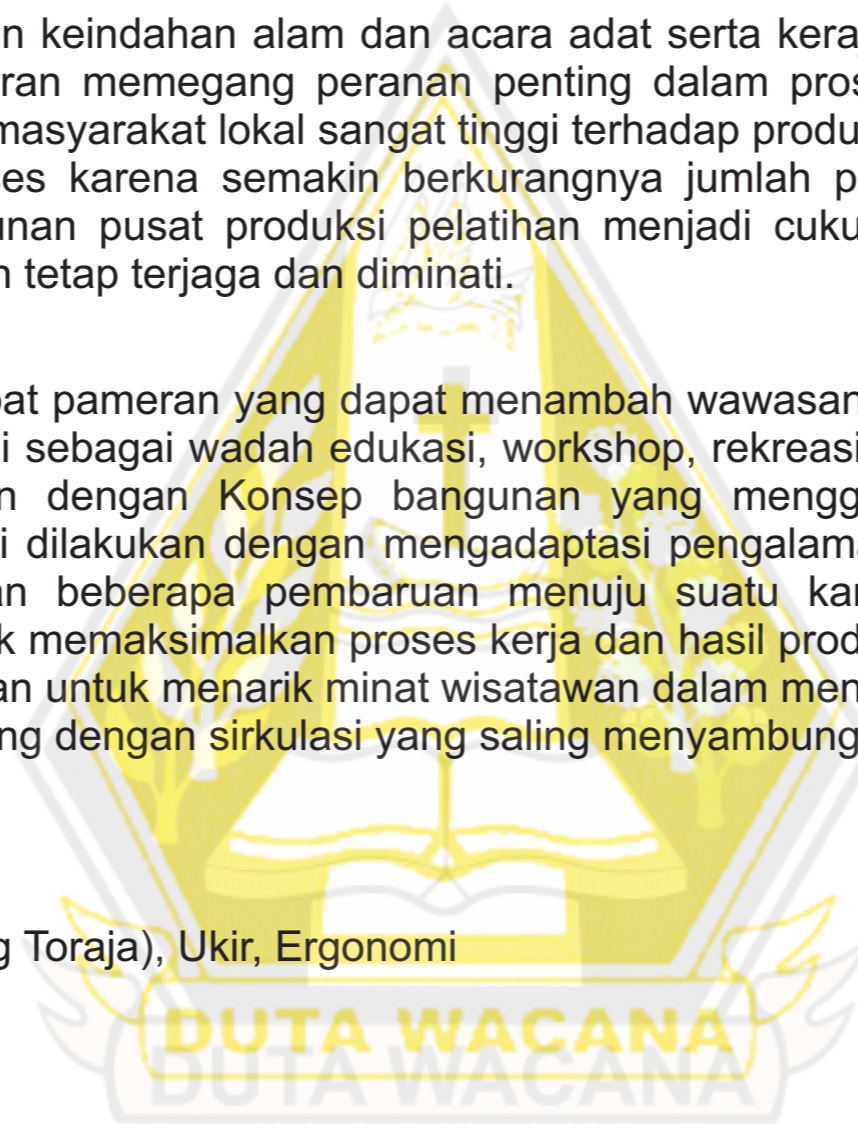 n keindahan alam dan acara adat serta kera
ran memegang peranan penting dalam pros
masyarakat lokal sangat tinggi terhadap produ
ses karena semakin berkurangnya jumlah p
unan pusat produksi pelatihan menjadi cuku
n tetap terjaga dan diminati.
pat pameran yang dapat menambah wawasan
i sebagai wadah edukasi, workshop, rekreasi
n dengan Konsep bangunan yang mengg
i dilakukan dengan mengadaptasi pengalama
an beberapa pembaruan menuju suatu kar
k memaksimalkan proses kerja dan hasil prod
an untuk menarik minat wisatawan dalam men
ng dengan sirkulasi yang saling menyambung
g Toraja), Ukir, Ergonomi
DUTA WACANA
DUTA WACANA